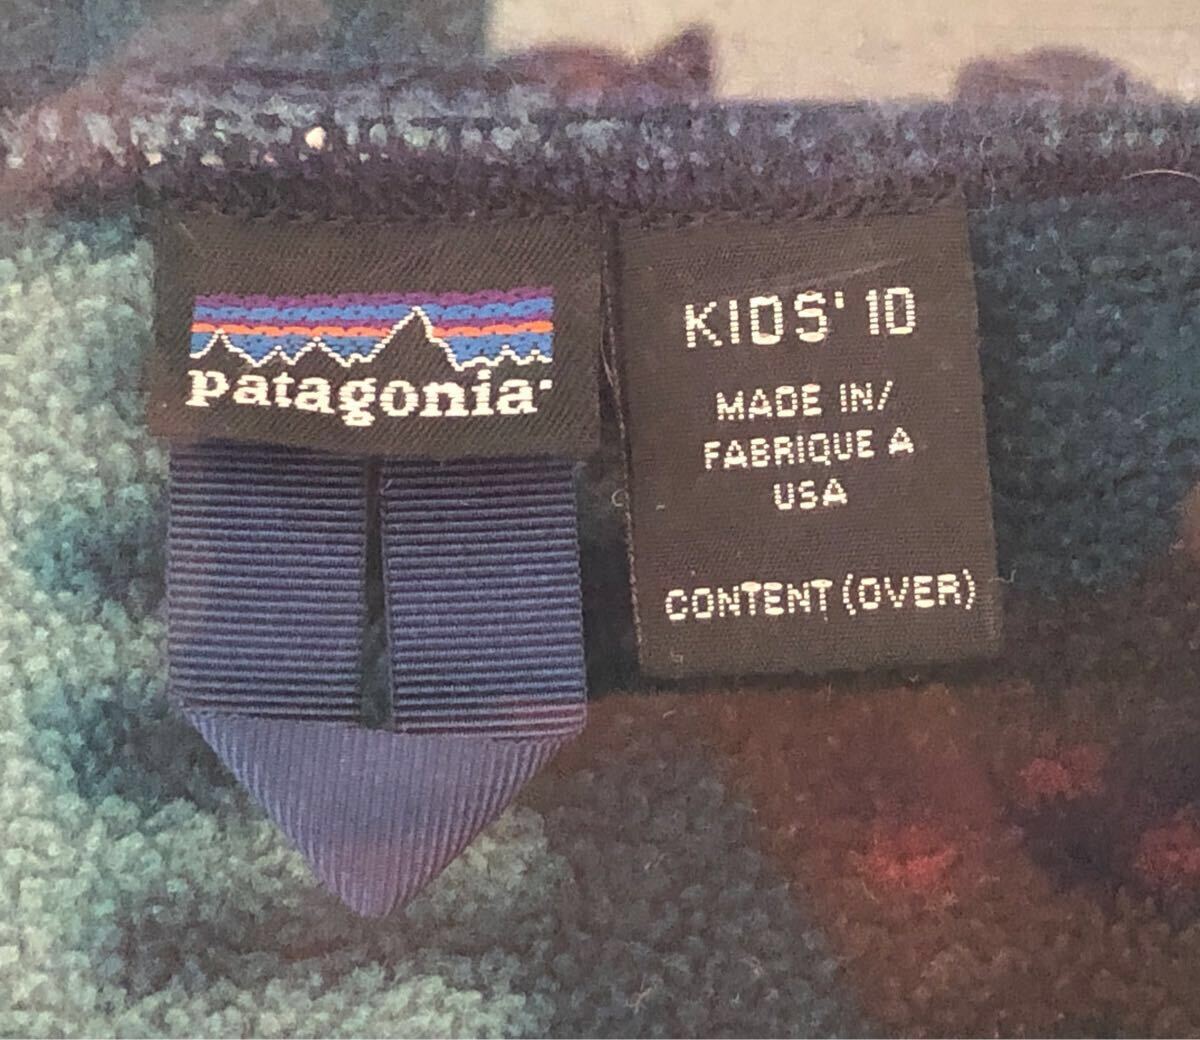 patagonia
KIDS' 10
MADE IN/
FABRIQUE A
USA
CONTENT (OVER)